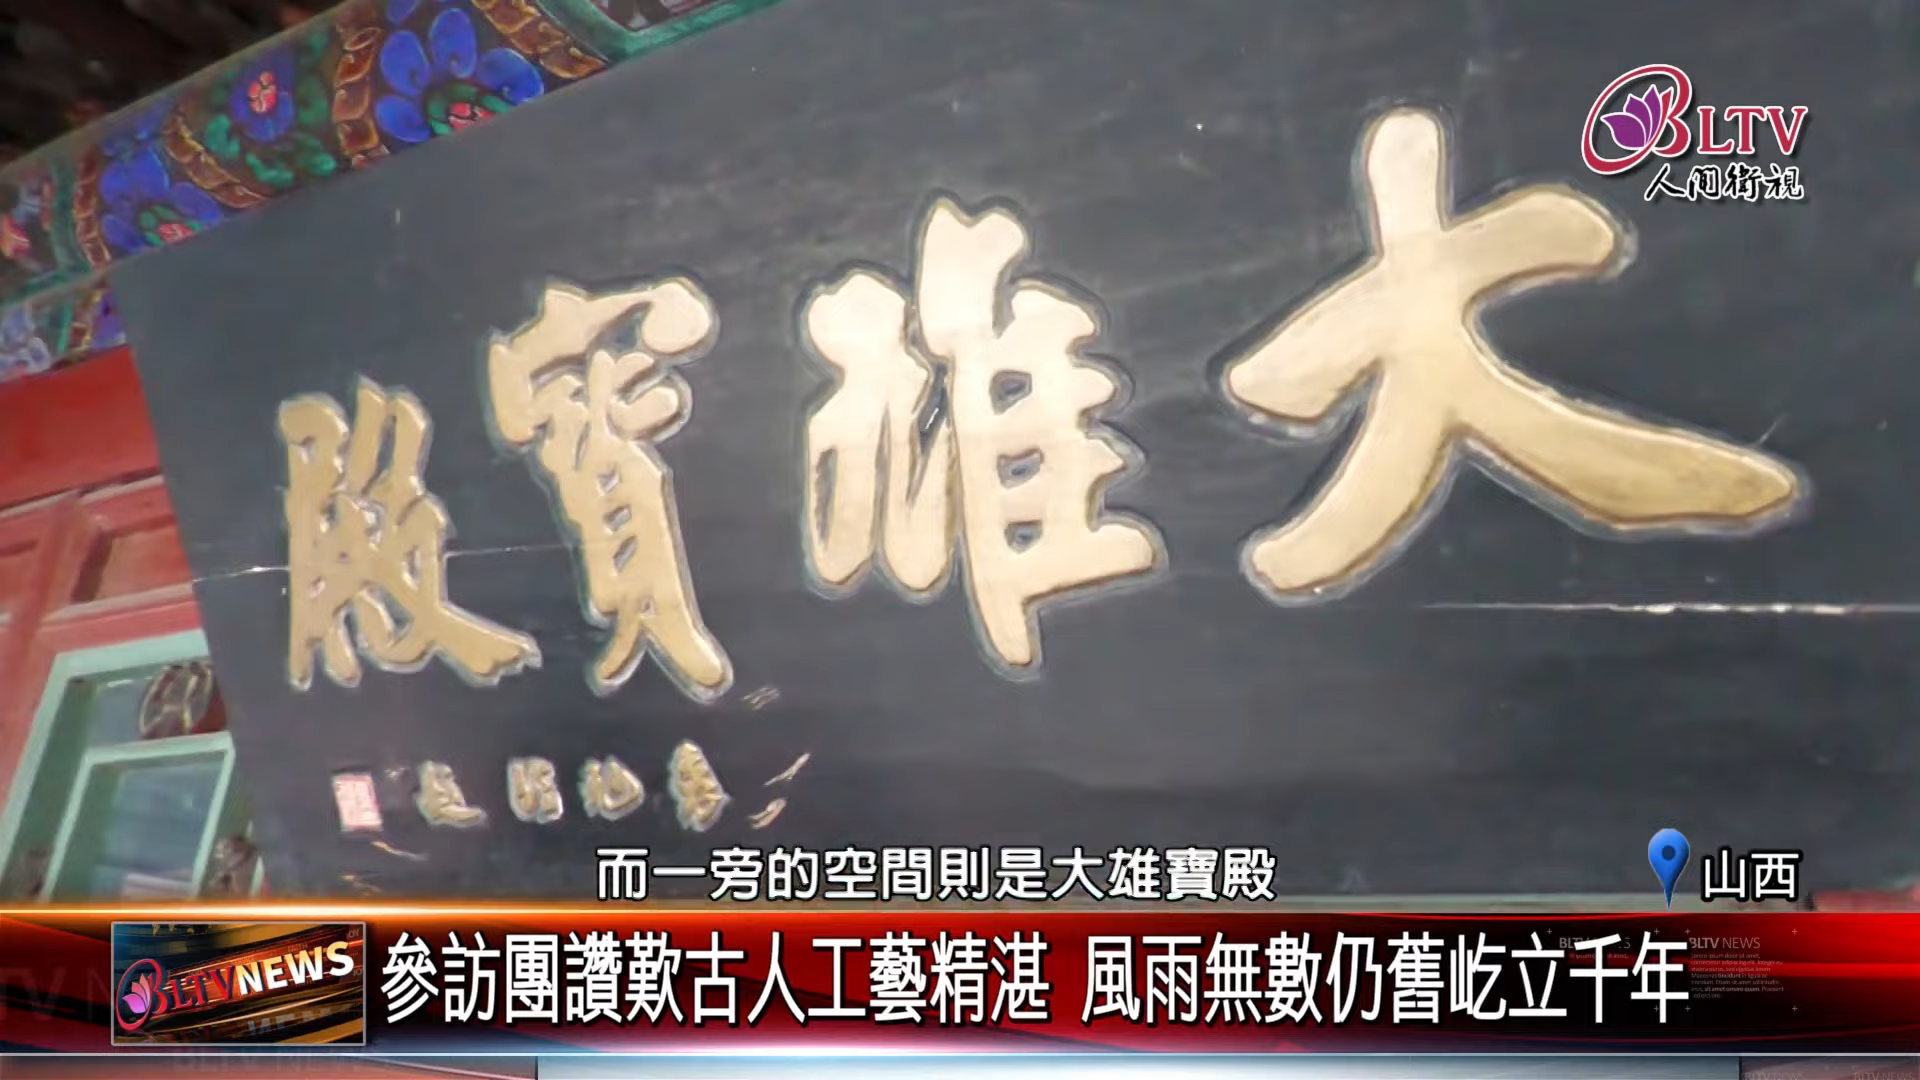 BLTV
人間衛視
大雄寶殿
而一旁的空間則是大雄寶殿
山西
BLTVNEWS
參訪團讚歎古人工藝精湛 風雨無數仍舊屹立千年
BLTV NEWS